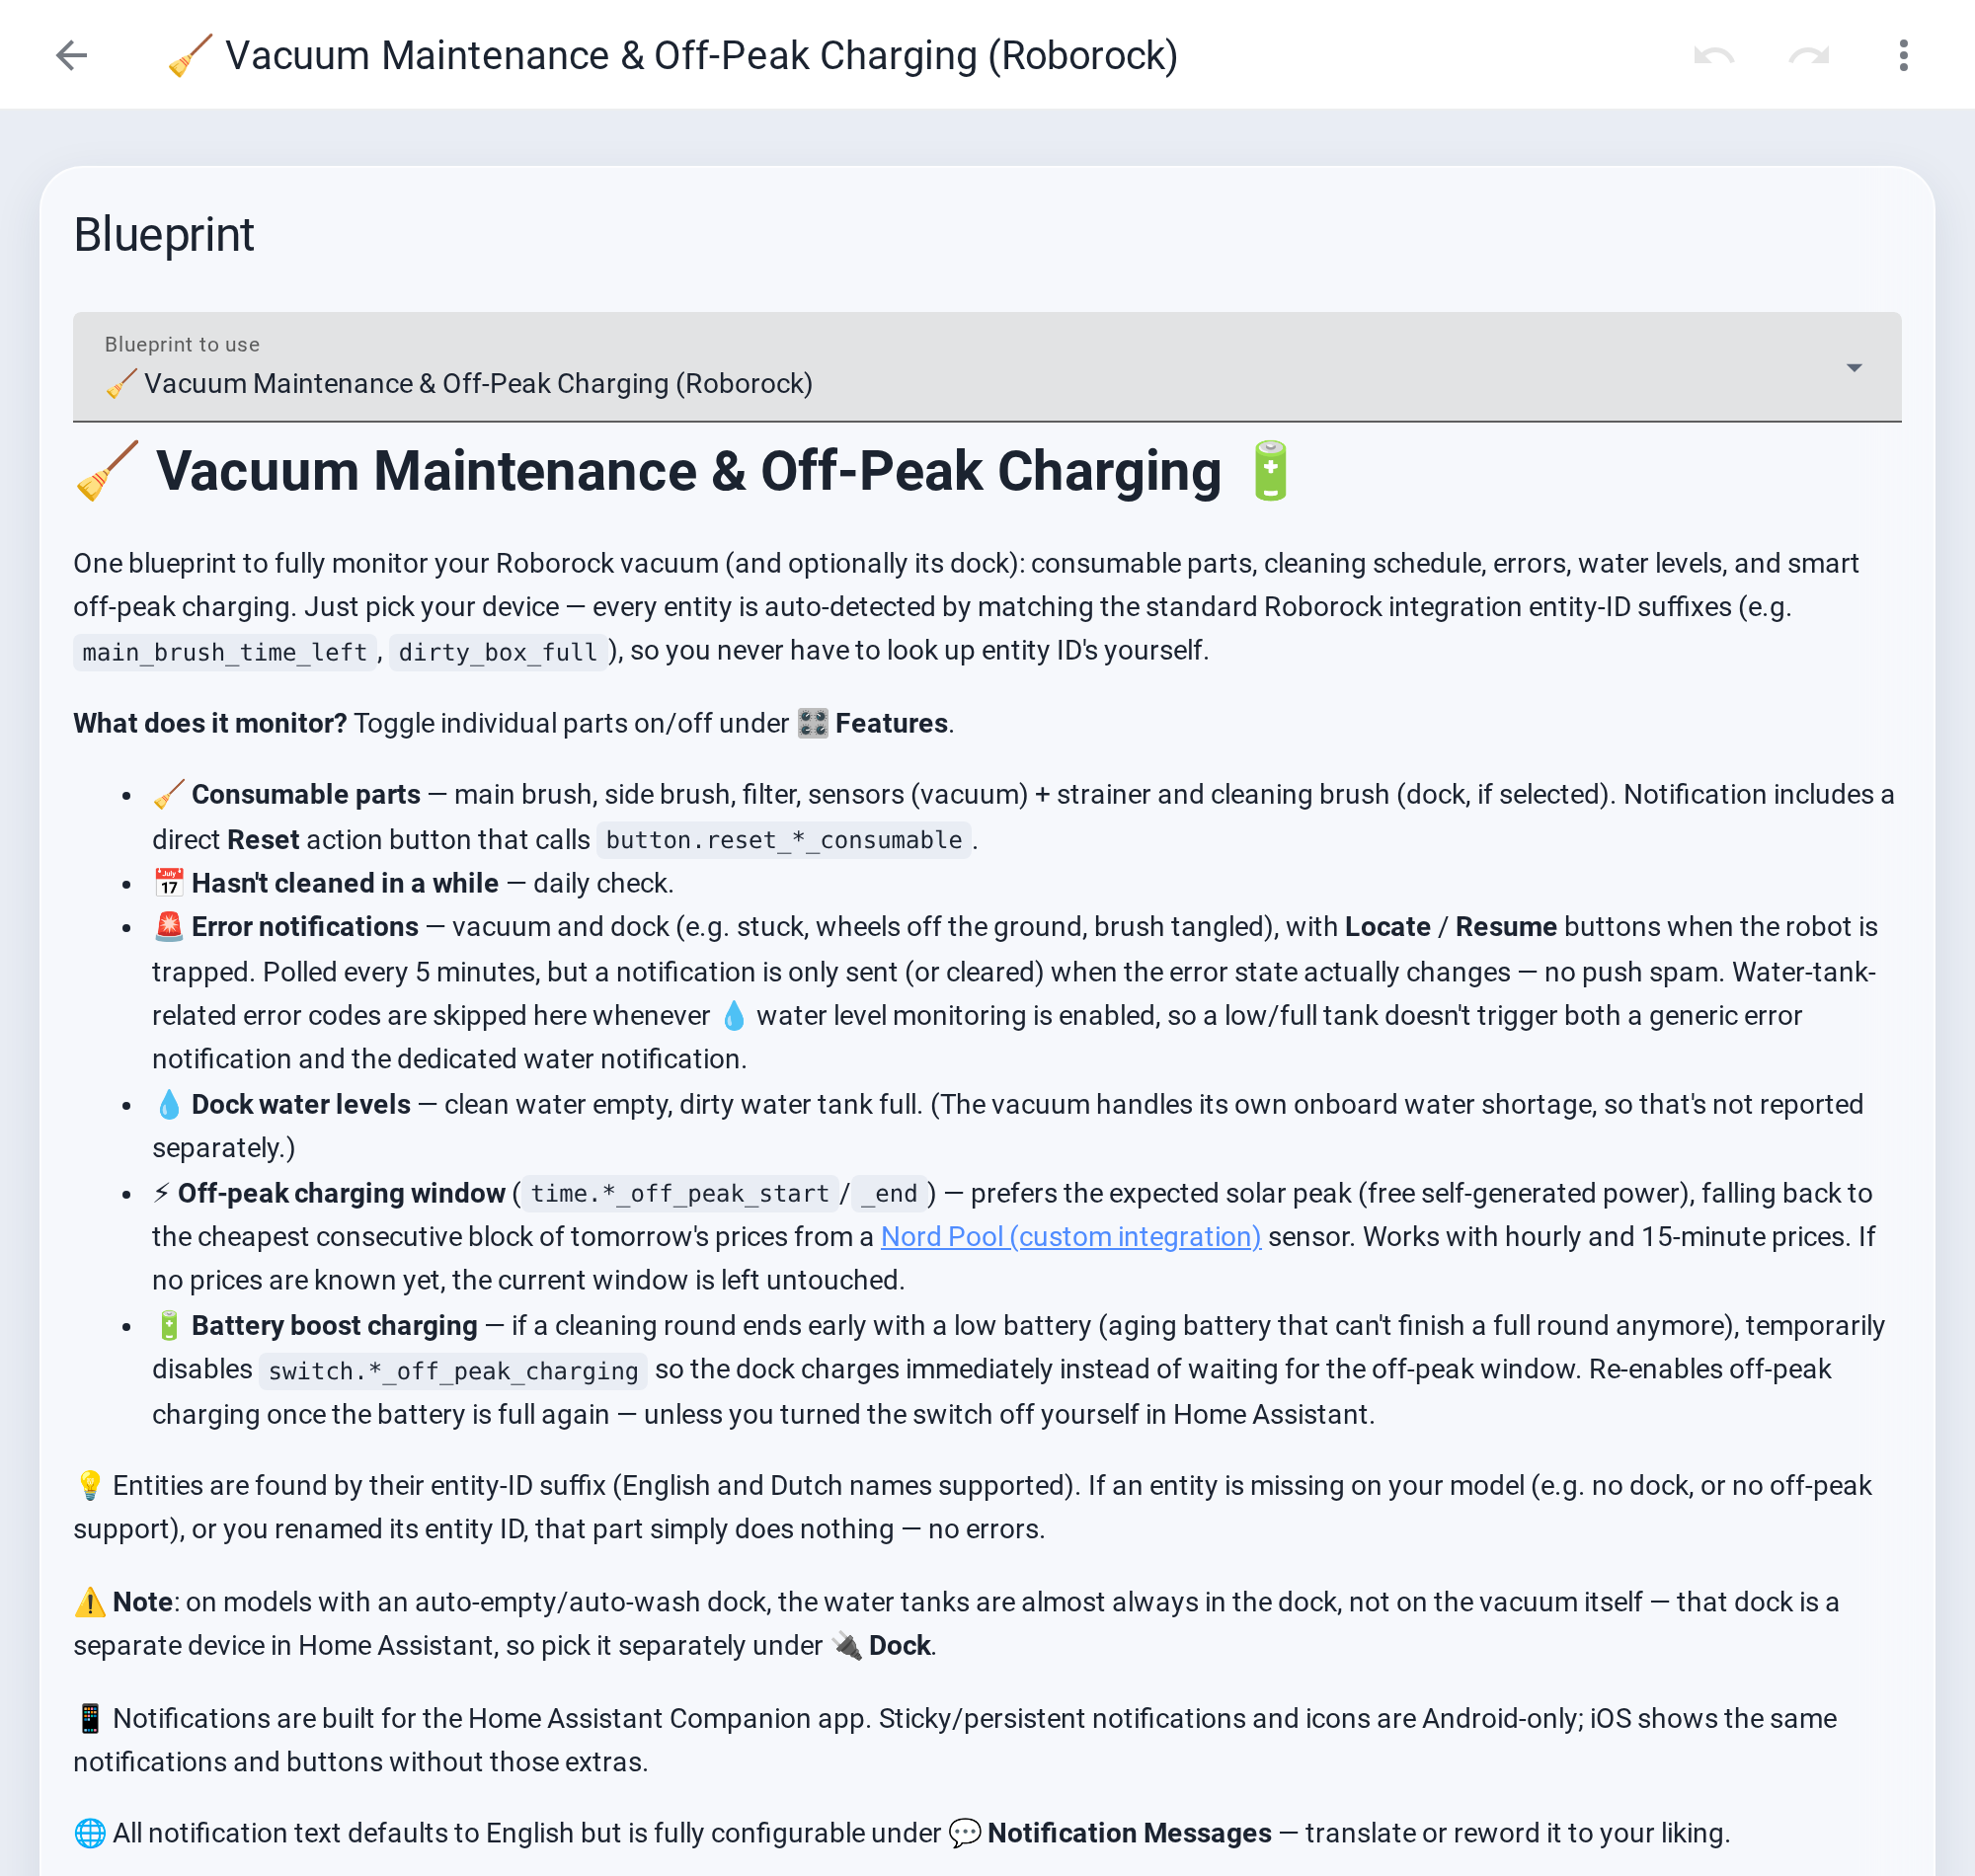 🧹 Vacuum Maintenance & Off-Peak Charging (Roborock)
Blueprint
Blueprint to use
🧹 Vacuum Maintenance & Off-Peak Charging (Roborock)
🧹 Vacuum Maintenance & Off-Peak Charging 🔋
One blueprint to fully monitor your Roborock vacuum (and optionally its dock): consumable parts, cleaning schedule, errors, water levels, and smart
off-peak charging. Just pick your device — every entity is auto-detected by matching the standard Roborock integration entity-ID suffixes (e.g.
main_brush_time_left, dirty_box_full), so you never have to look up entity ID's yourself.
What does it monitor? Toggle individual parts on/off under 🎛️ Features.
• 🧹 Consumable parts — main brush, side brush, filter, sensors (vacuum) + strainer and cleaning brush (dock, if selected). Notification includes a
direct Reset action button that calls button.reset_*_consumable.
• 📅 Hasn't cleaned in a while — daily check.
• 🚨 Error notifications — vacuum and dock (e.g. stuck, wheels off the ground, brush tangled), with Locate / Resume buttons when the robot is
trapped. Polled every 5 minutes, but a notification is only sent (or cleared) when the error state actually changes — no push spam. Water-tank-
related error codes are skipped here whenever 💧 water level monitoring is enabled, so a low/full tank doesn't trigger both a generic error
notification and the dedicated water notification.
• 💧 Dock water levels — clean water empty, dirty water tank full. (The vacuum handles its own onboard water shortage, so that's not reported
separately.)
• ⚡ Off-peak charging window (time.*_off_peak_start/_end) — prefers the expected solar peak (free self-generated power), falling back to
the cheapest consecutive block of tomorrow's prices from a Nord Pool (custom integration) sensor. Works with hourly and 15-minute prices. If
no prices are known yet, the current window is left untouched.
• 🔋 Battery boost charging — if a cleaning round ends early with a low battery (aging battery that can't finish a full round anymore), temporarily
disables switch.*_off_peak_charging so the dock charges immediately instead of waiting for the off-peak window. Re-enables off-peak
charging once the battery is full again — unless you turned the switch off yourself in Home Assistant.
💡 Entities are found by their entity-ID suffix (English and Dutch names supported). If an entity is missing on your model (e.g. no dock, or no off-peak
support), or you renamed its entity ID, that part simply does nothing — no errors.
⚠️ Note: on models with an auto-empty/auto-wash dock, the water tanks are almost always in the dock, not on the vacuum itself — that dock is a
separate device in Home Assistant, so pick it separately under 🔌 Dock.
📱 Notifications are built for the Home Assistant Companion app. Sticky/persistent notifications and icons are Android-only; iOS shows the same
notifications and buttons without those extras.
🌐 All notification text defaults to English but is fully configurable under 💬 Notification Messages — translate or reword it to your liking.